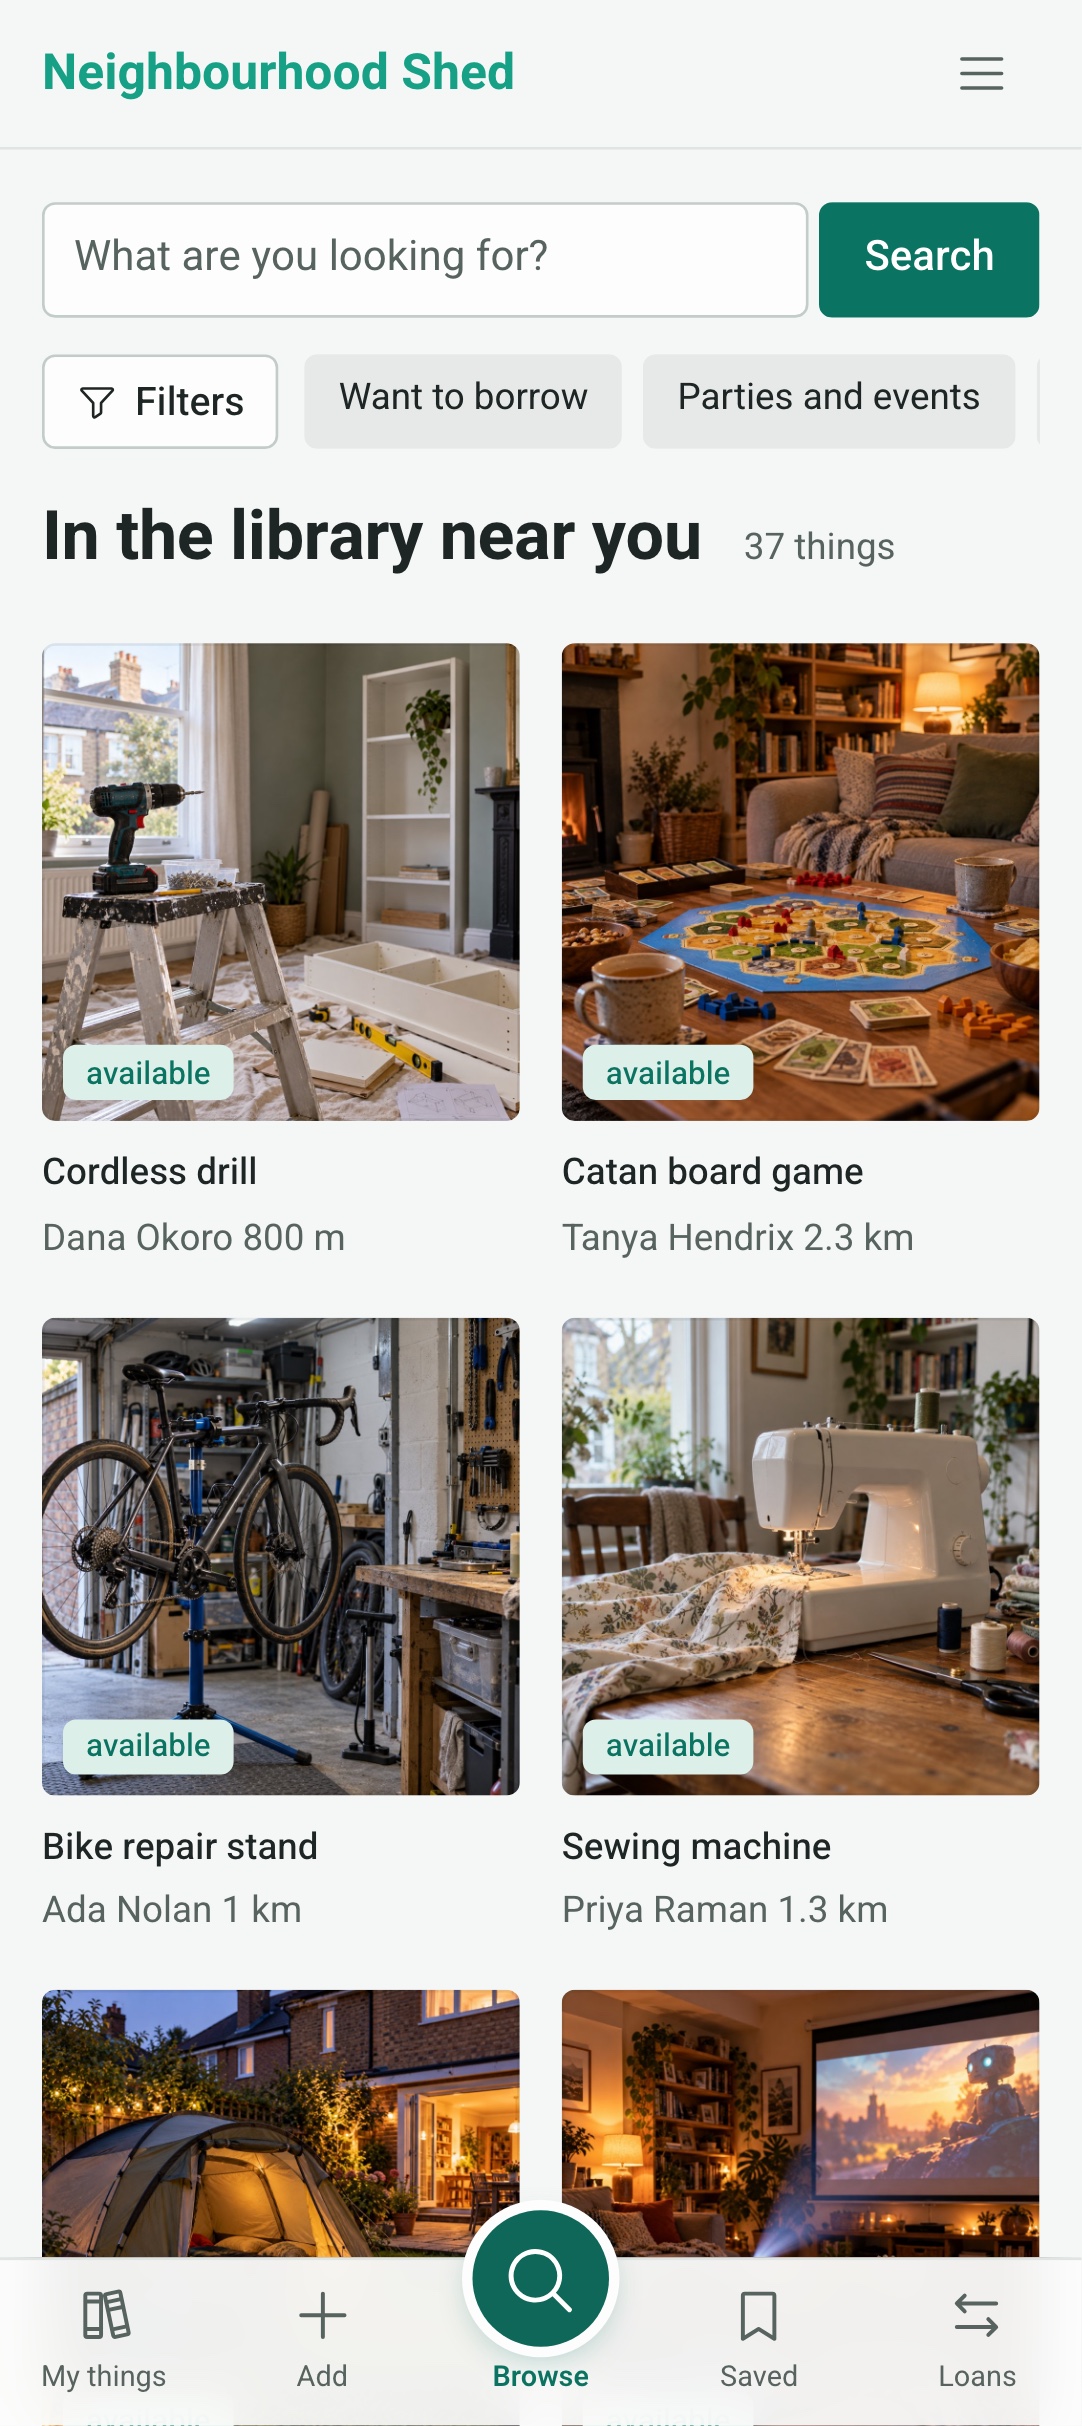 Neighbourhood Shed
What are you looking for?
Search
Filters
Want to borrow
Parties and events
In the library near you
37 things
available
available
Cordless drill
Catan board game
Dana Okoro 800 m
Tanya Hendrix 2.3 km
available
available
Bike repair stand
Sewing machine
Ada Nolan 1 km
Priya Raman 1.3 km
My things
Add
Browse
Saved
Loans